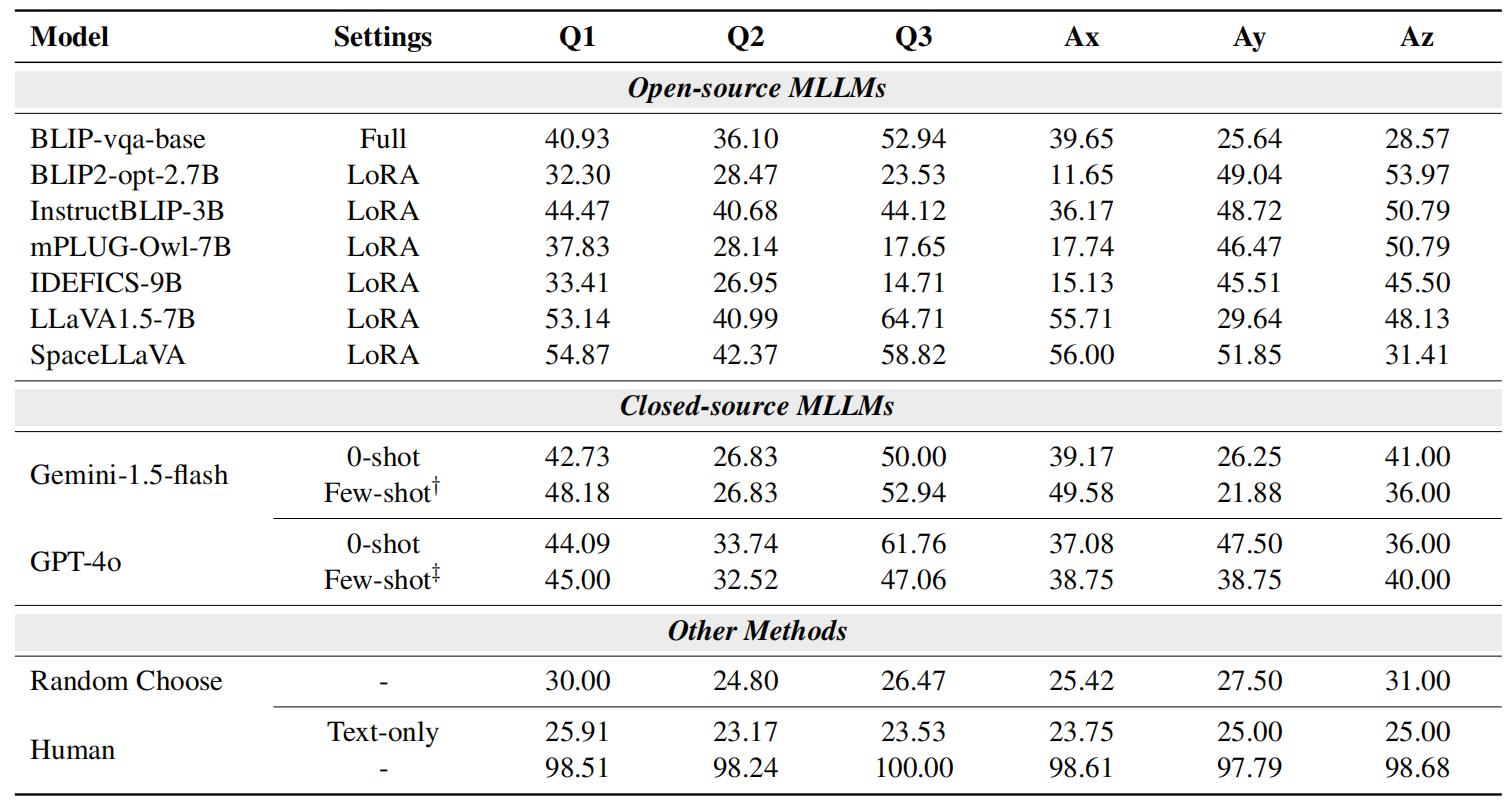 Model Settings Q1 Q2 Q3 Ax Ay Az
Open-source MLLMs
BLIP-vqa-base Full 40.93 36.10 52.94 39.65 25.64 28.57
BLIP2-opt-2.7B LoRA 32.30 28.47 23.53 11.65 49.04 53.97
InstructBLIP-3B LoRA 44.47 40.68 44.12 36.17 48.72 50.79
mPLUG-Owl-7B LoRA 37.83 28.14 17.65 17.74 46.47 50.79
IDEFICS-9B LoRA 33.41 26.95 14.71 15.13 45.51 45.50
LLaVA1.5-7B LoRA 53.14 40.99 64.71 55.71 29.64 48.13
SpaceLLaVA LoRA 54.87 42.37 58.82 56.00 51.85 31.41
Closed-source MLLMs
Gemini-1.5-flash
0-shot 42.73 26.83 50.00 39.17 26.25 41.00
Few-shot† 48.18 26.83 52.94 49.58 21.88 36.00
GPT-4o
0-shot 44.09 33.74 61.76 37.08 47.50 36.00
Few-shot‡ 45.00 32.52 47.06 38.75 38.75 40.00
Other Methods
Random Choose - 30.00 24.80 26.47 25.42 27.50 31.00
Human
Text-only 25.91 23.17 23.53 23.75 25.00 25.00
- 98.51 98.24 100.00 98.61 97.79 98.68